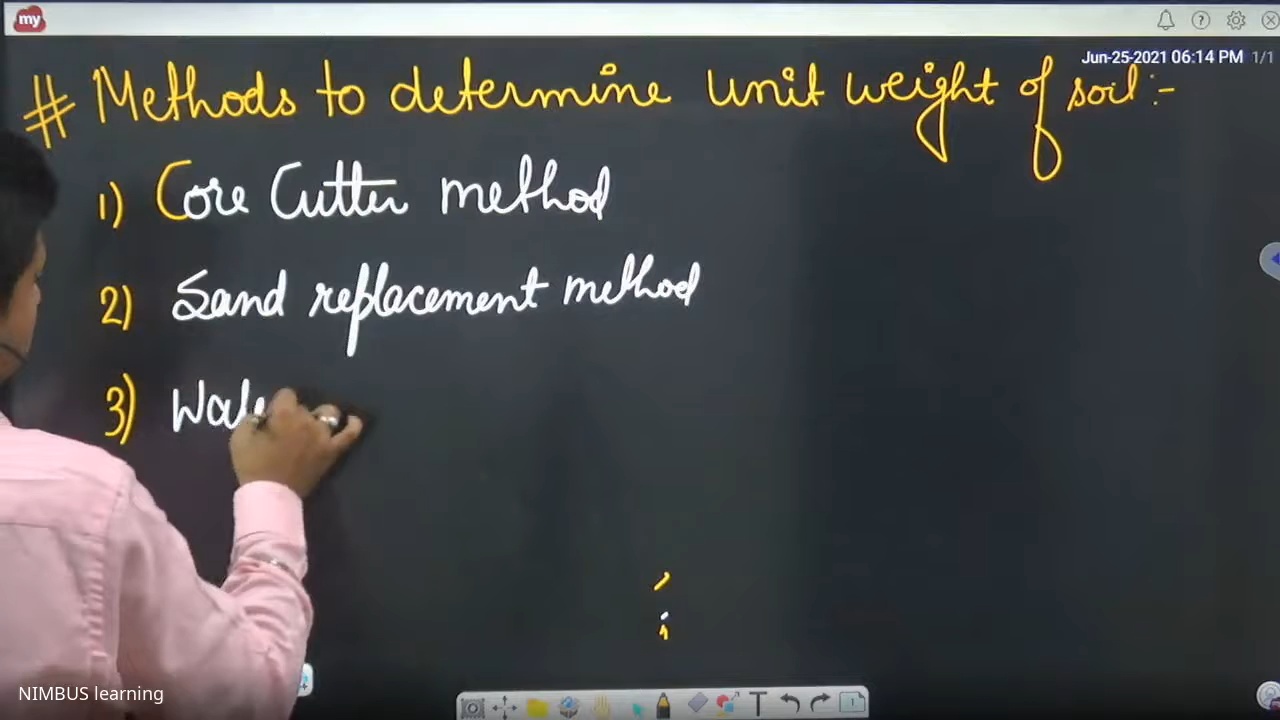 my
Jun-25-2021 06:14 PM 1/1
# Methods to determine unit weight of soil :-
1) Core Cutter method
2) Sand replacement method
3)
NIMBUS learning